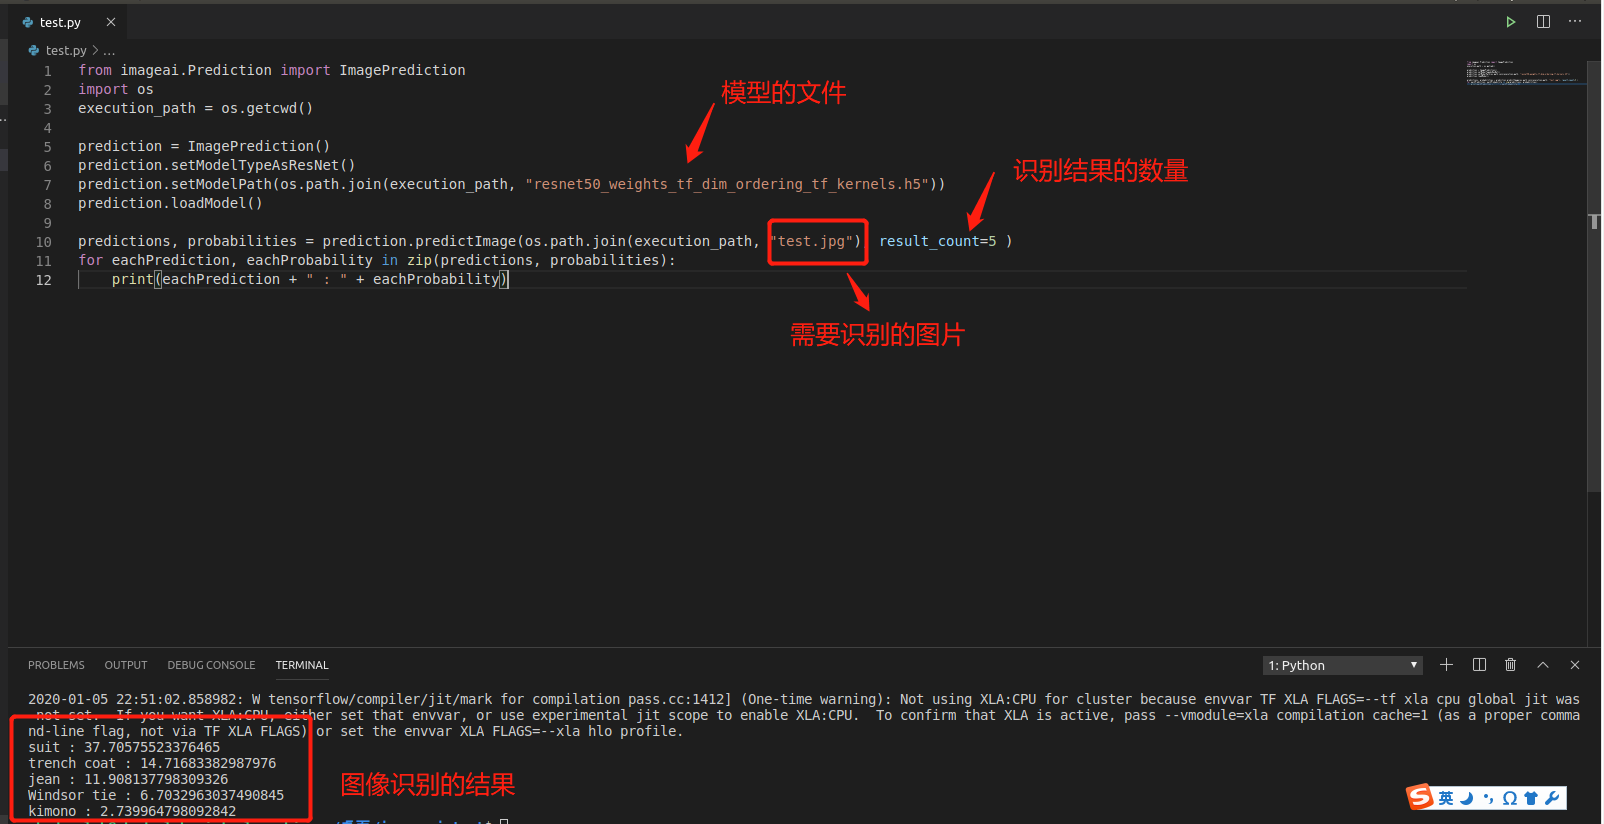 test.py
test.py > ...
1 from imageai.Prediction import ImagePrediction
2 import os
3 execution_path = os.getcwd()
4
5 prediction = ImagePrediction()
6 prediction.setModelTypeAsResNet()
7 prediction.setModelPath(os.path.join(execution_path, "resnet50_weights_tf_dim_ordering_tf_kernels.h5"))
8 prediction.loadModel()
9
10 predictions, probabilities = prediction.predictImage(os.path.join(execution_path, "test.jpg") result_count=5 )
11 for eachPrediction, eachProbability in zip(predictions, probabilities):
12 print(eachPrediction + " : " + eachProbability)
模型的文件
识别结果的数量
需要识别的图片
PROBLEMS OUTPUT DEBUG CONSOLE TERMINAL
1: Python
2020-01-05 22:51:02.858982: W tensorflow/compiler/jit/mark for compilation pass.cc:1412] (One-time warning): Not using XLA:CPU for cluster because envvar TF XLA FLAGS=--tf xla cpu global jit was
not set. If you want XLA:CPU, either set that envvar, or use experimental jit scope to enable XLA:CPU. To confirm that XLA is active, pass --vmodule=xla compilation cache=1 (as a proper comma
nd-line flag, not via TF XLA FLAGS) or set the envvar XLA FLAGS=--xla hlo profile.
suit : 37.70575523376465
trench coat : 14.71683382987976
jean : 11.908137798309326
Windsor tie : 6.7032963037490845
kimono : 2.739964798092842
图像识别的结果
S 英